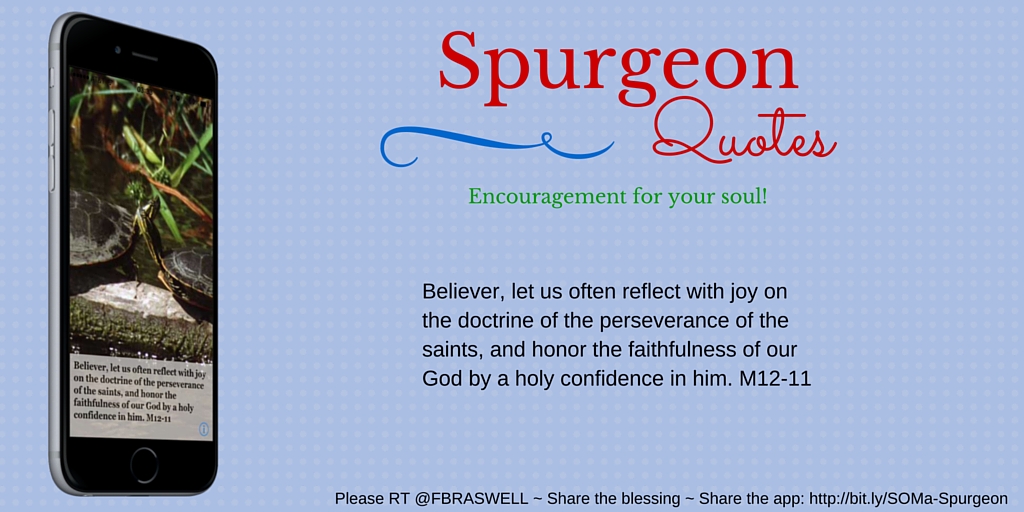 Spurgeon
Quotes
Encouragement for your soul!
Believer, let us often reflect with joy on
the doctrine of the perseverance of the
saints, and honor the faithfulness of our
God by a holy confidence in him. M12-11
Believer, let us often reflect with joy
on the doctrine of the perseverance
of the saints, and honor the
faithfulness of our God by a holy
confidence in him. M12-11
Please RT @FBRASWELL ~ Share the blessing ~ Share the app: http://bit.ly/SOMa-Spurgeon